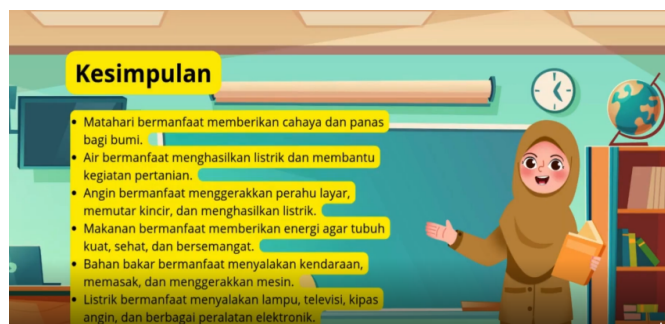 Kesimpulan
• Matahari bermanfaat memberikan cahaya dan panas
bagi bumi.
• Air bermanfaat menghasilkan listrik dan membantu
kegiatan pertanian.
• Angin bermanfaat menggerakkan perahu layar,
memutar kincir, dan menghasilkan listrik.
• Makanan bermanfaat memberikan energi agar tubuh
kuat, sehat, dan bersemangat.
• Bahan bakar bermanfaat menyalakan kendaraan,
memasak, dan menggerakkan mesin.
• Listrik bermanfaat menyalakan lampu, televisi, kipas
angin, dan berbagai peralatan elektronik.